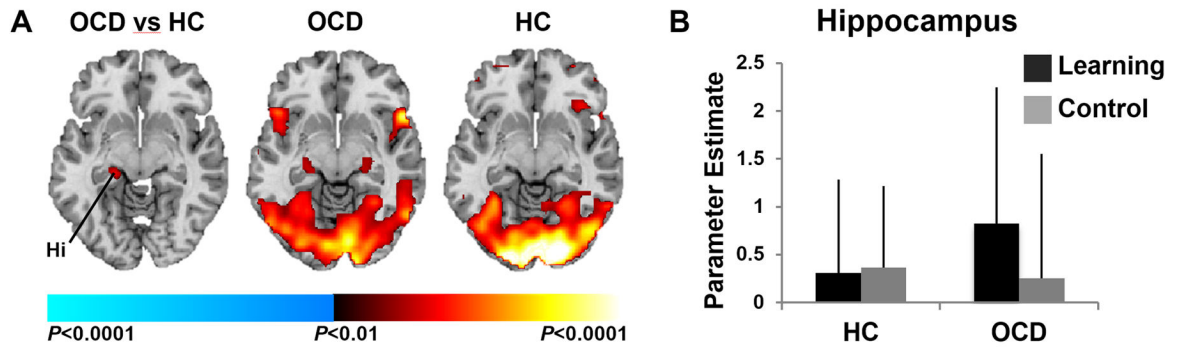 A
OCD vs HC
OCD
HC
Hi
P<0.0001
P<0.01
P<0.0001
B
Hippocampus
Parameter Estimate
2.5
2
1.5
1
0.5
0
Learning
Control
HC
OCD